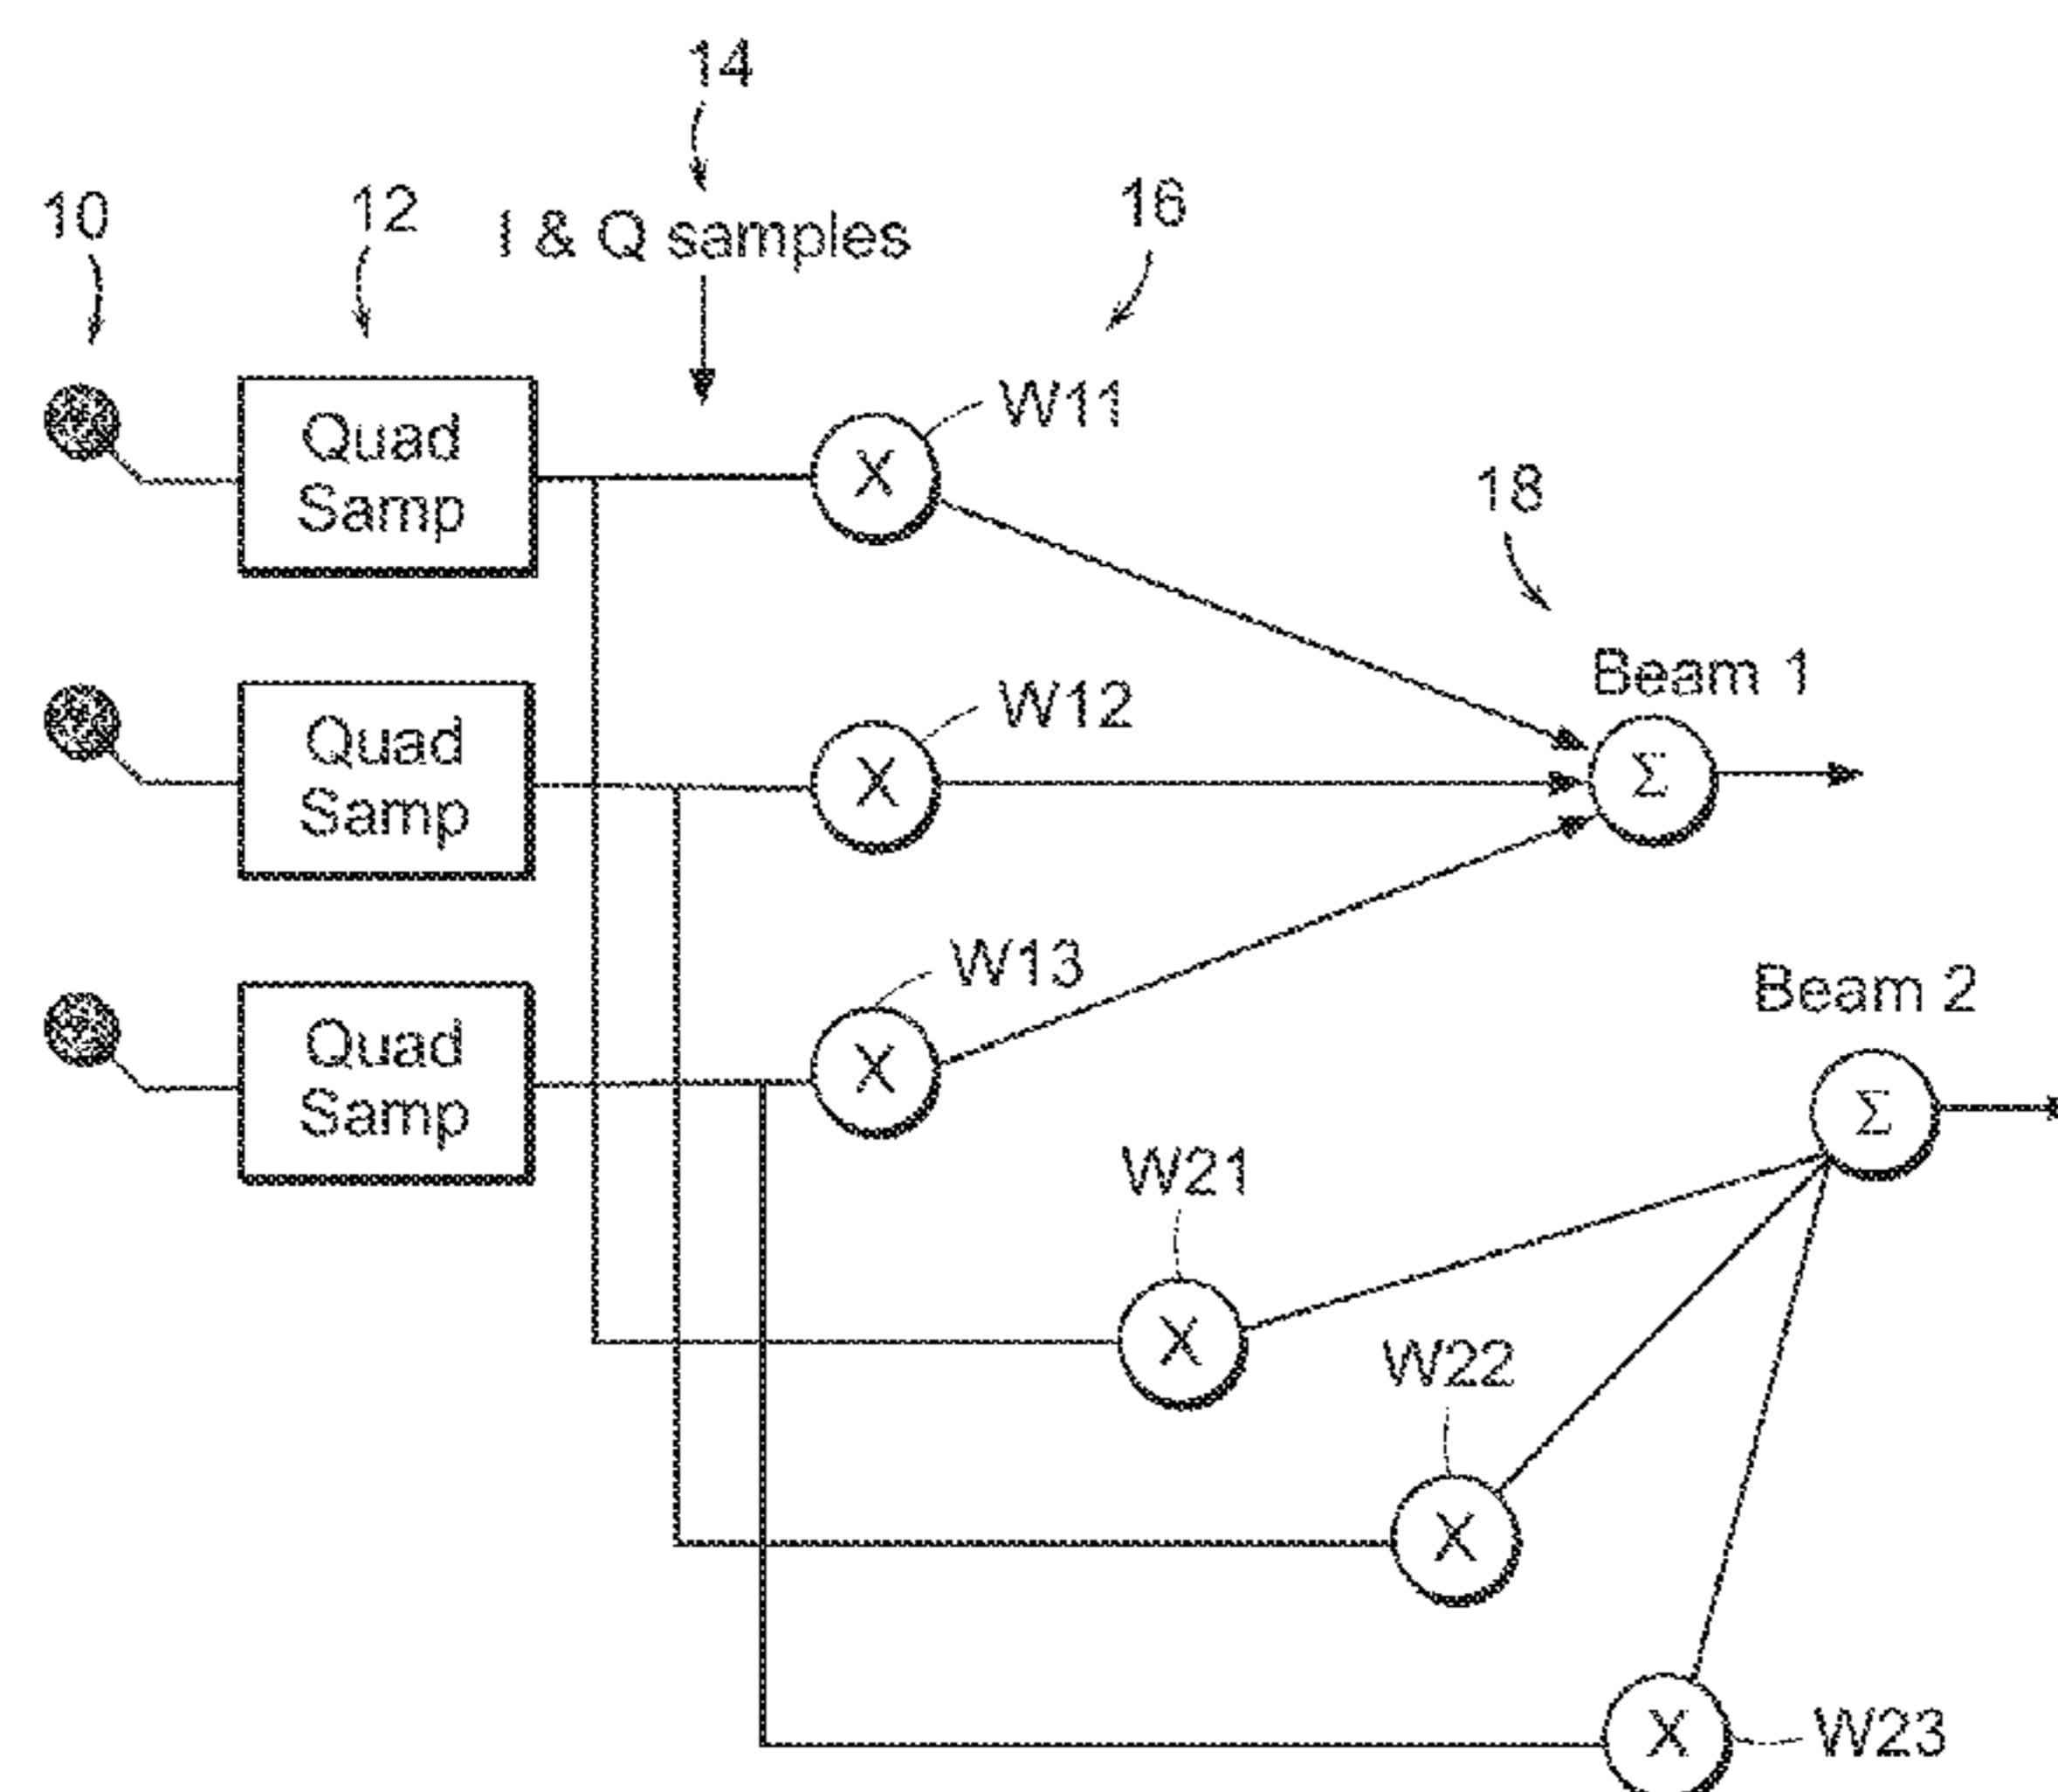 14
10
12
I & Q samples
16
Quad
Samp
X
W11
18
Beam 1
Quad
Samp
X
W12
Σ
Quad
Samp
X
W13
Beam 2
Σ
W21
X
W22
X
X
W23